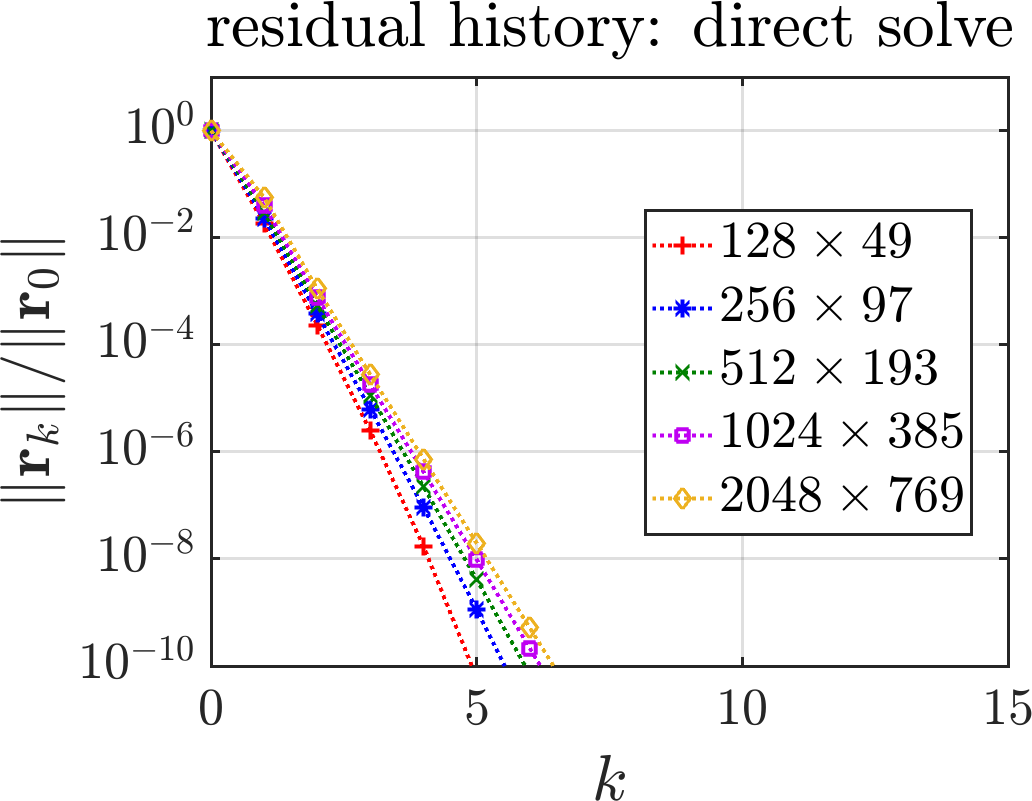 residual history: direct solve
‖r_k‖/‖r_0‖
10^0
10^{-2}
10^{-4}
10^{-6}
10^{-8}
10^{-10}
128 × 49
256 × 97
512 × 193
1024 × 385
2048 × 769
0 5 10 15
k